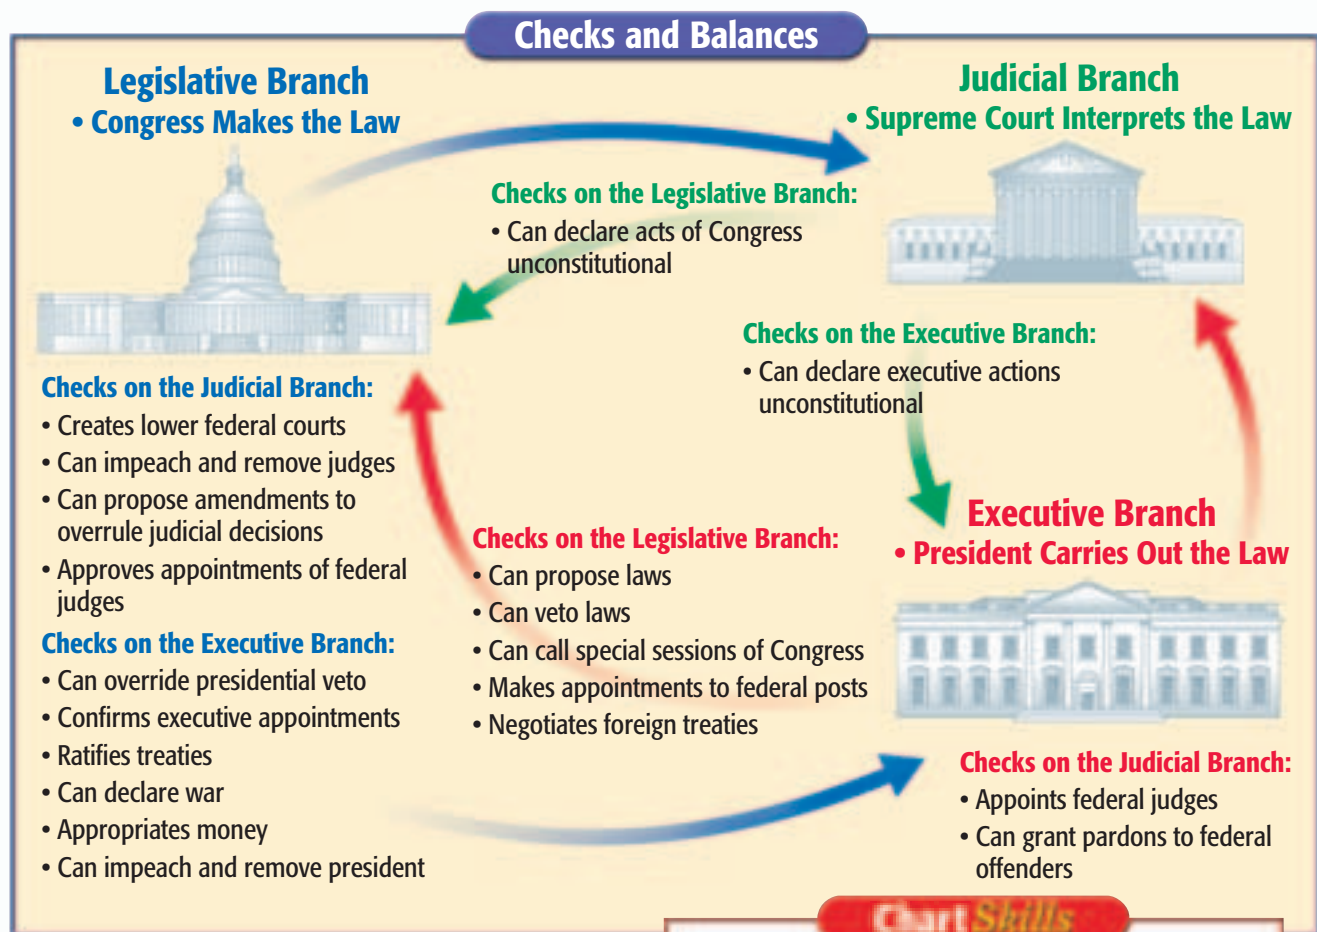 Checks and Balances
Legislative Branch
• Congress Makes the Law
Judicial Branch
• Supreme Court Interprets the Law
Checks on the Legislative Branch:
• Can declare acts of Congress
unconstitutional
Checks on the Executive Branch:
• Can declare executive actions
unconstitutional
Checks on the Judicial Branch:
• Creates lower federal courts
• Can impeach and remove judges
• Can propose amendments to
overrule judicial decisions
• Approves appointments of federal
judges
Checks on the Executive Branch:
• Can override presidential veto
• Confirms executive appointments
• Ratifies treaties
• Can declare war
• Appropriates money
• Can impeach and remove president
Checks on the Legislative Branch:
• Can propose laws
• Can veto laws
• Can call special sessions of Congress
• Makes appointments to federal posts
• Negotiates foreign treaties
Executive Branch
• President Carries Out the Law
Checks on the Judicial Branch:
• Appoints federal judges
• Can grant pardons to federal
offenders
Chart Skills